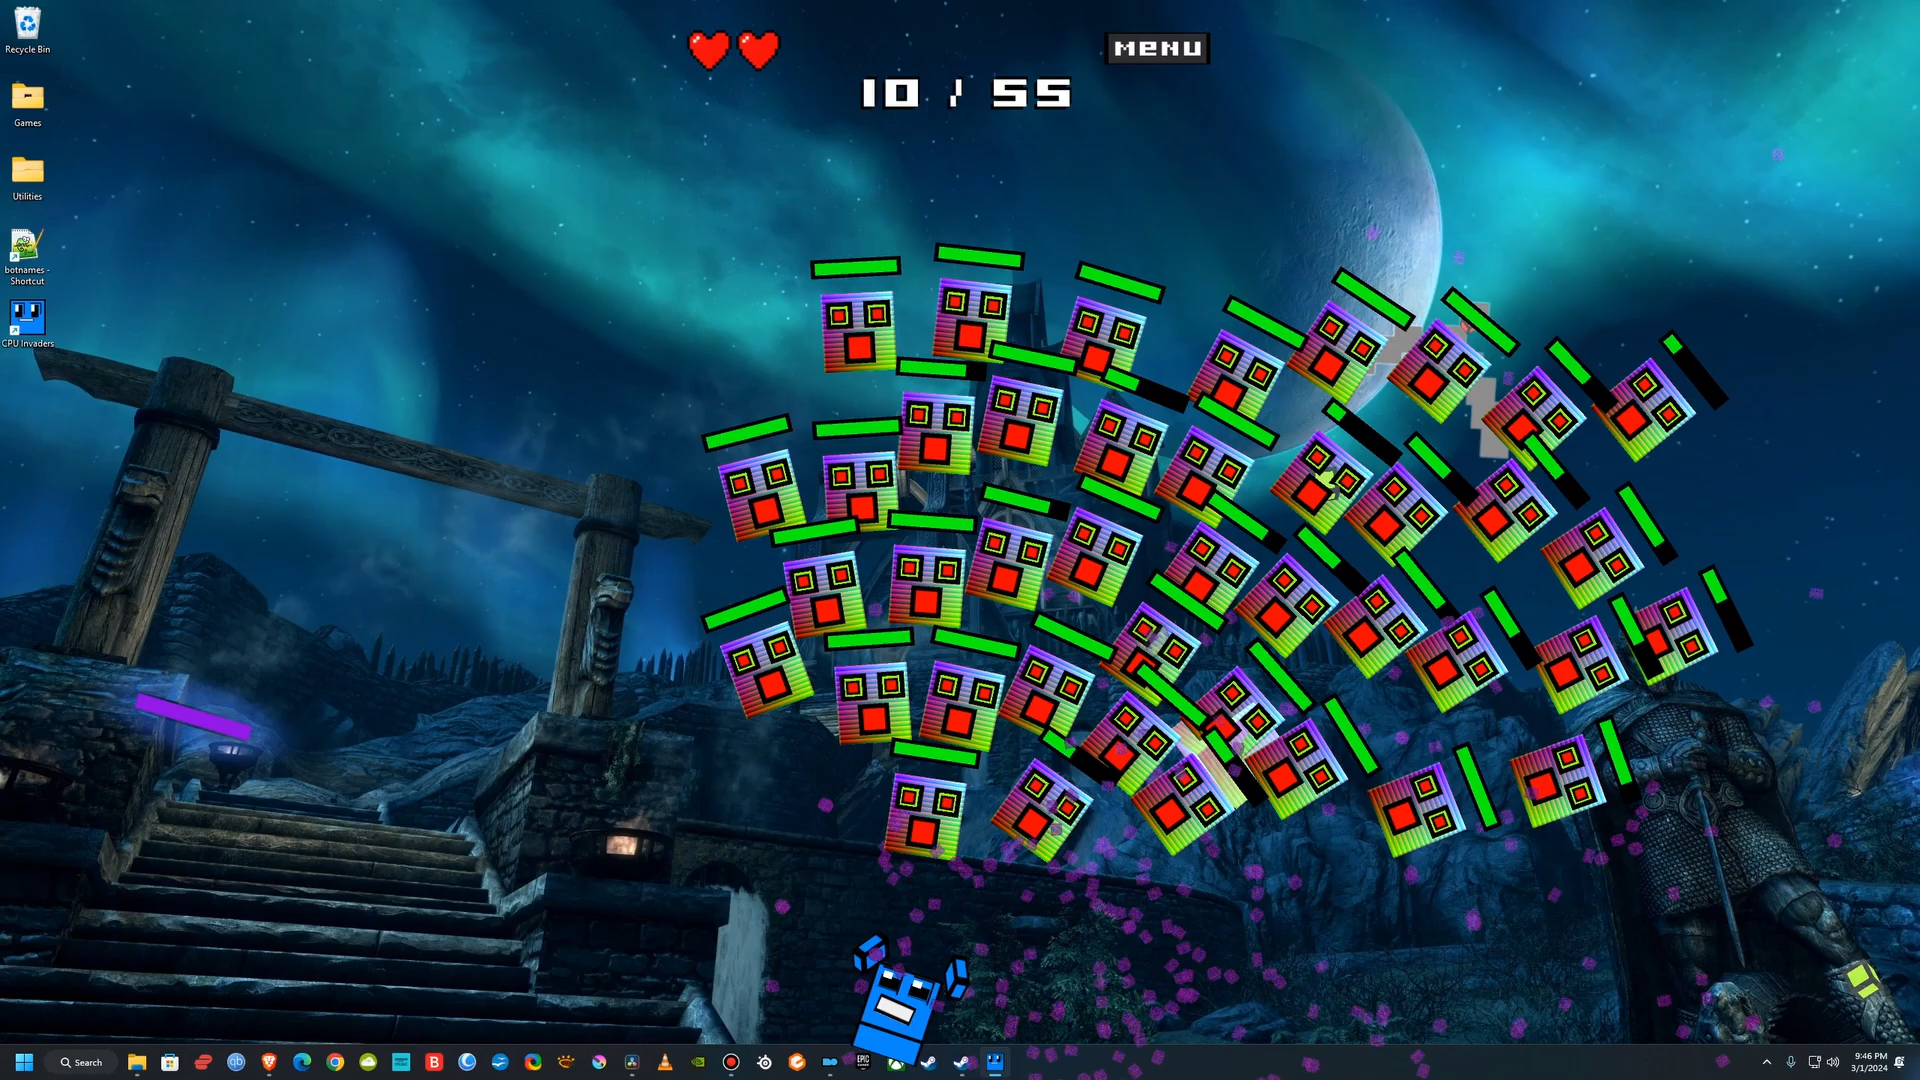 Recycle Bin
Games
Utilities
botnames -
Shortcut
CPU Invaders
MENU
10 / 55
Search
9:46 PM
3/1/2024